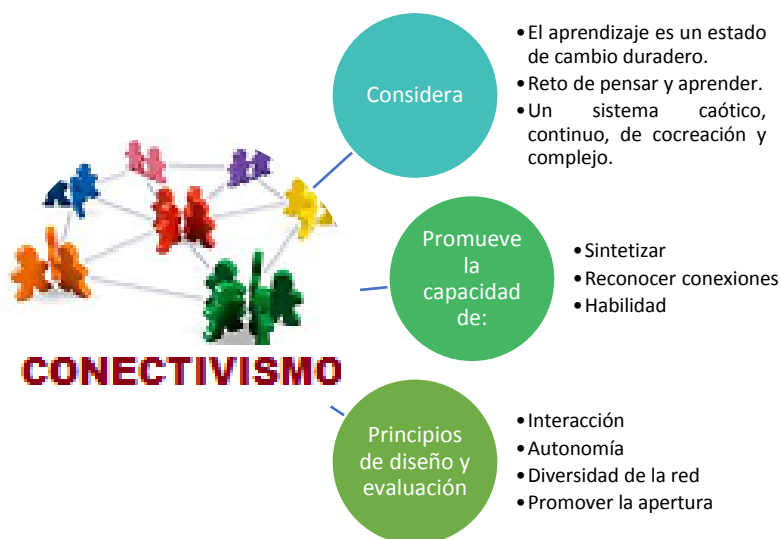 Considera
• El aprendizaje es un estado
de cambio duradero.
• Reto de pensar y aprender.
• Un sistema caótico,
continuo, de cocreación y
complejo.
CONECTIVISMO
Promueve
la
capacidad
de:
• Sintetizar
• Reconocer conexiones
• Habilidad
Principios
de diseño y
evaluación
• Interacción
• Autonomía
• Diversidad de la red
• Promover la apertura